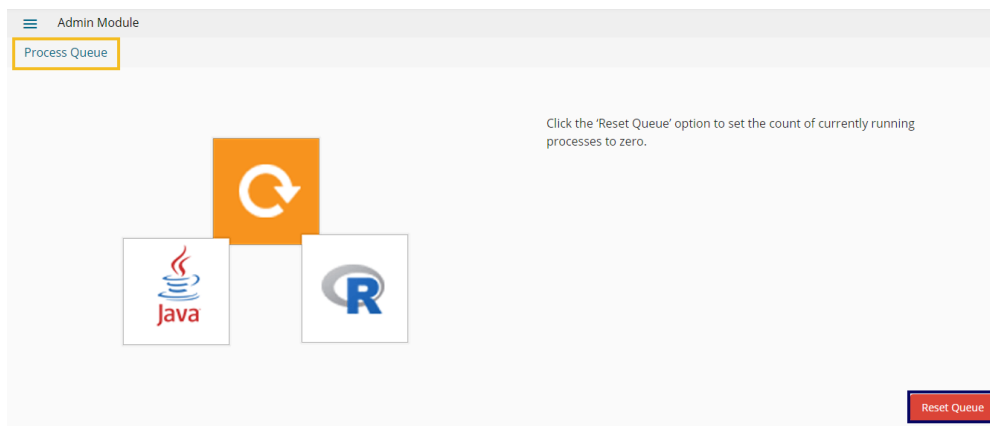 Admin Module
Process Queue
Click the ‘Reset Queue’ option to set the count of currently running
processes to zero.
Java
R
Reset Queue